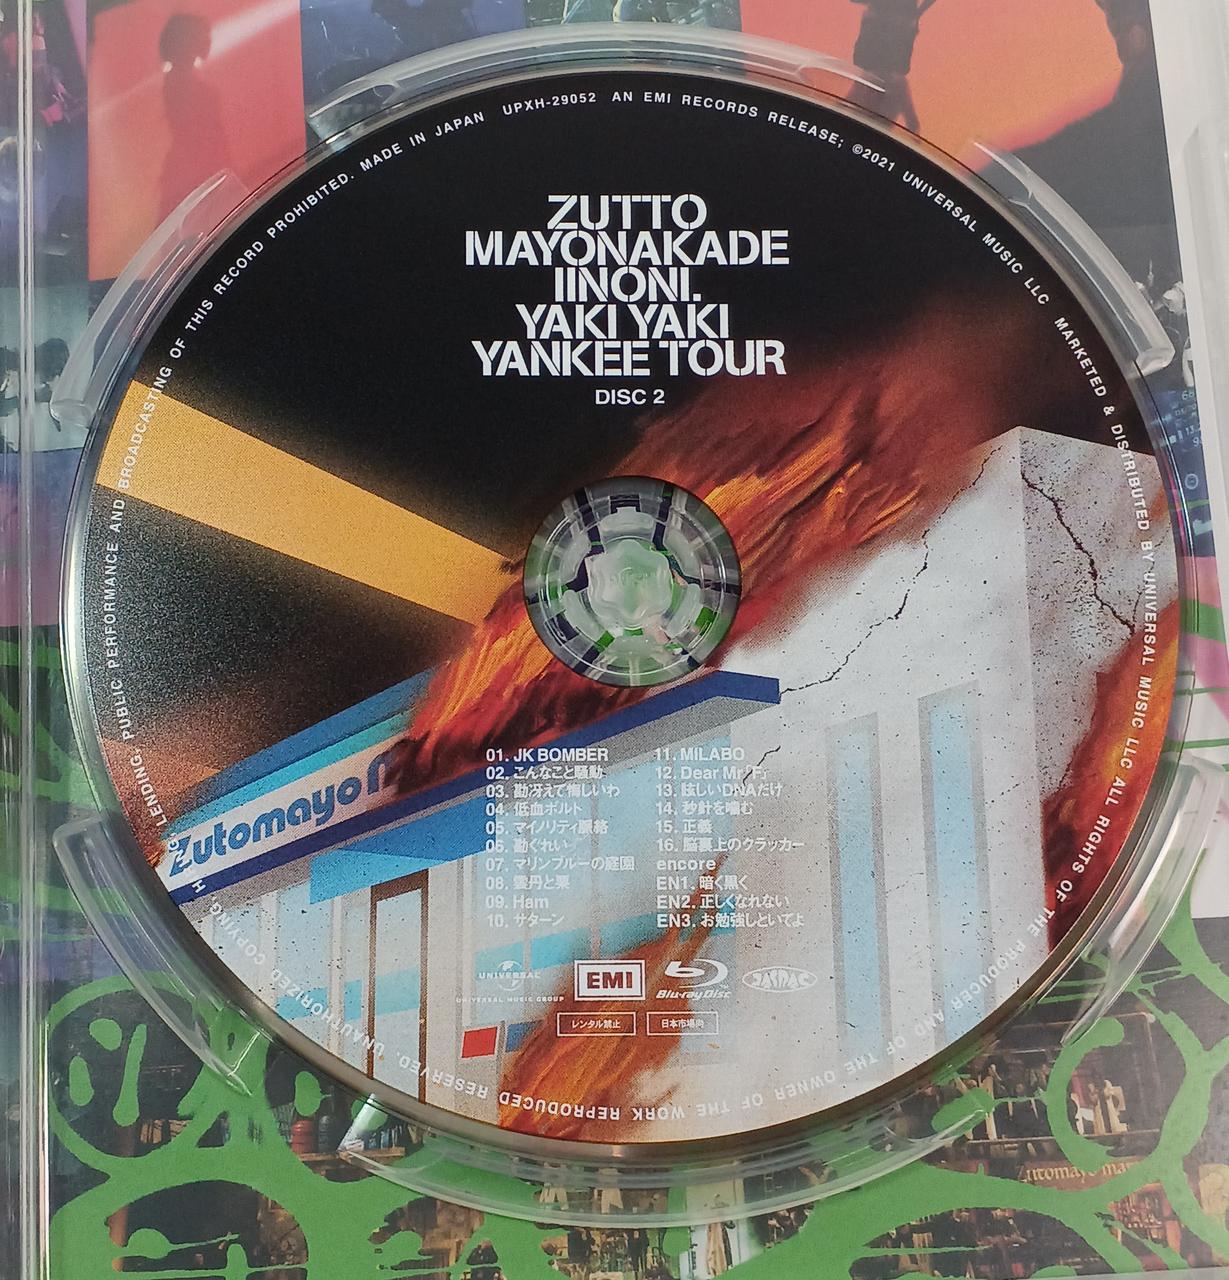 MADE IN JAPAN UPXH-29052 AN EMI RECORDS RELEASE; ©2021 UNIVERSAL MUSIC LLC MARKETED & DISTRIBUTED BY UNIVERSAL MUSIC LLC ALL RIGHTS OF THE PRODUCER AND OF THE OWNER OF THE WORK REPRODUCED RESERVED. UNAUTHORIZED COPYING, LENDING, PUBLIC PERFORMANCE AND BROADCASTING OF THIS RECORD PROHIBITED.
ZUTTO
MAYONAKADE
IINONI.
YAKI YAKI
YANKEE TOUR
DISC 2
Zutomayo
01. JK BOMBER
02. こんなこと騒動
03. 勘冴えて悔しいわ
04. 低血ボルト
05. マイノリティ脈絡
06. 勘ぐれい
07. マリンブルーの庭園
08. 雲丹と栗
09. Ham
10. サターン
11. MILABO
12. Dear Mr「F」
13. 眩しいDNAだけ
14. 秒針を噛む
15. 正義
16. 脳裏上のクラッカー
encore
EN1. 暗く黒く
EN2. 正しくなれない
EN3. お勉強しといてよ
UNIVERSAL
UNIVERSAL MUSIC GROUP
EMI
Blu-ray Disc
JASRAC
レンタル禁止
日本市場向